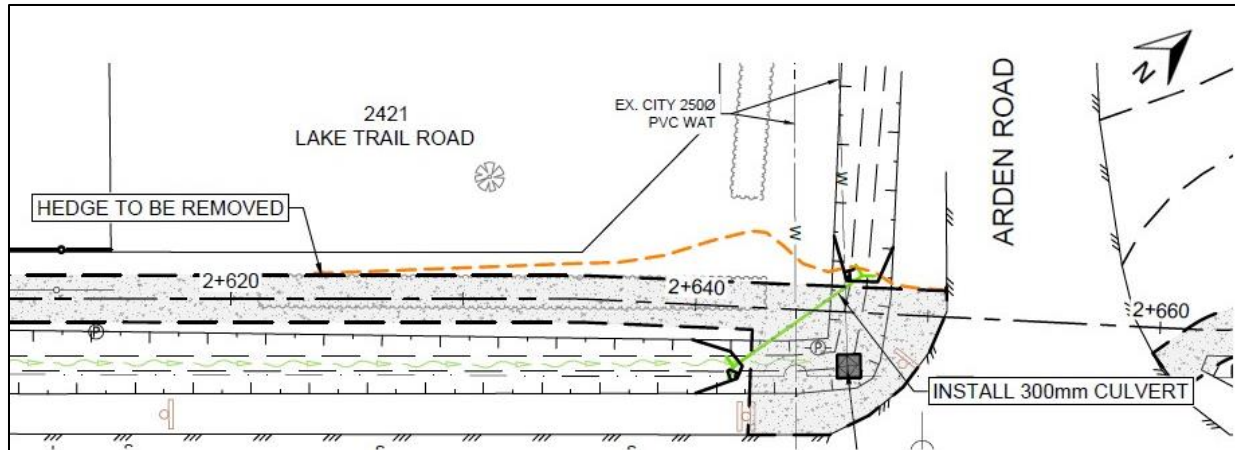 2421
LAKE TRAIL ROAD
EX. CITY 250Ø
PVC WAT
ARDEN ROAD
N
HEDGE TO BE REMOVED
W
W
2+620
2+640
2+660
P
P
INSTALL 300mm CULVERT